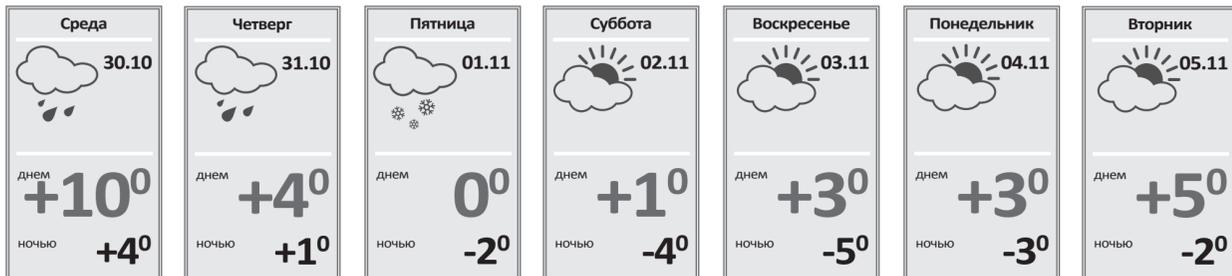 Среда
30.10
днем
+10⁰
ночью
+4⁰
Четверг
31.10
днем
+4⁰
ночью
+1⁰
Пятница
01.11
днем
0⁰
ночью
-2⁰
Суббота
02.11
днем
+1⁰
ночью
-4⁰
Воскресенье
03.11
днем
+3⁰
ночью
-5⁰
Понедельник
04.11
днем
+3⁰
ночью
-3⁰
Вторник
05.11
днем
+5⁰
ночью
-2⁰